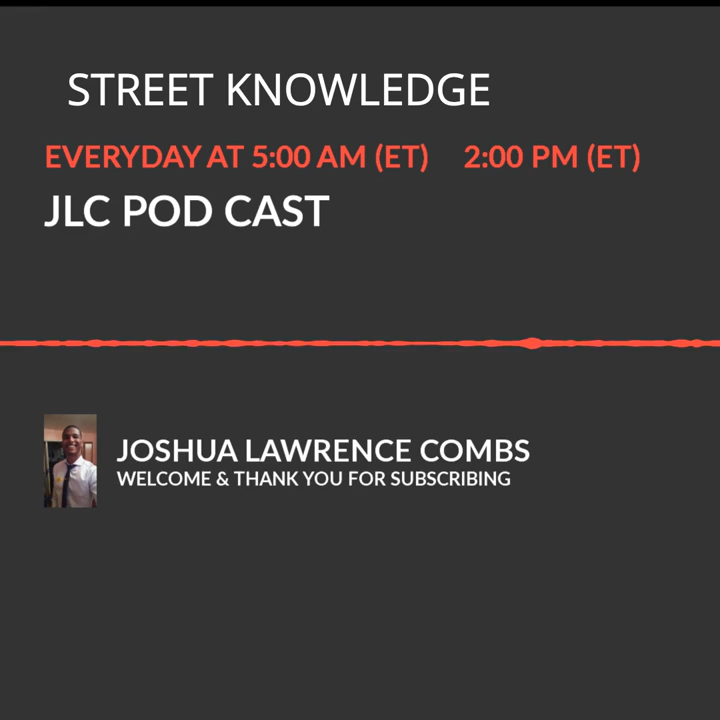 STREET KNOWLEDGE
EVERYDAY AT 5:00 AM (ET) 2:00 PM (ET)
JLC POD CAST
JOSHUA LAWRENCE COMBS
WELCOME & THANK YOU FOR SUBSCRIBING